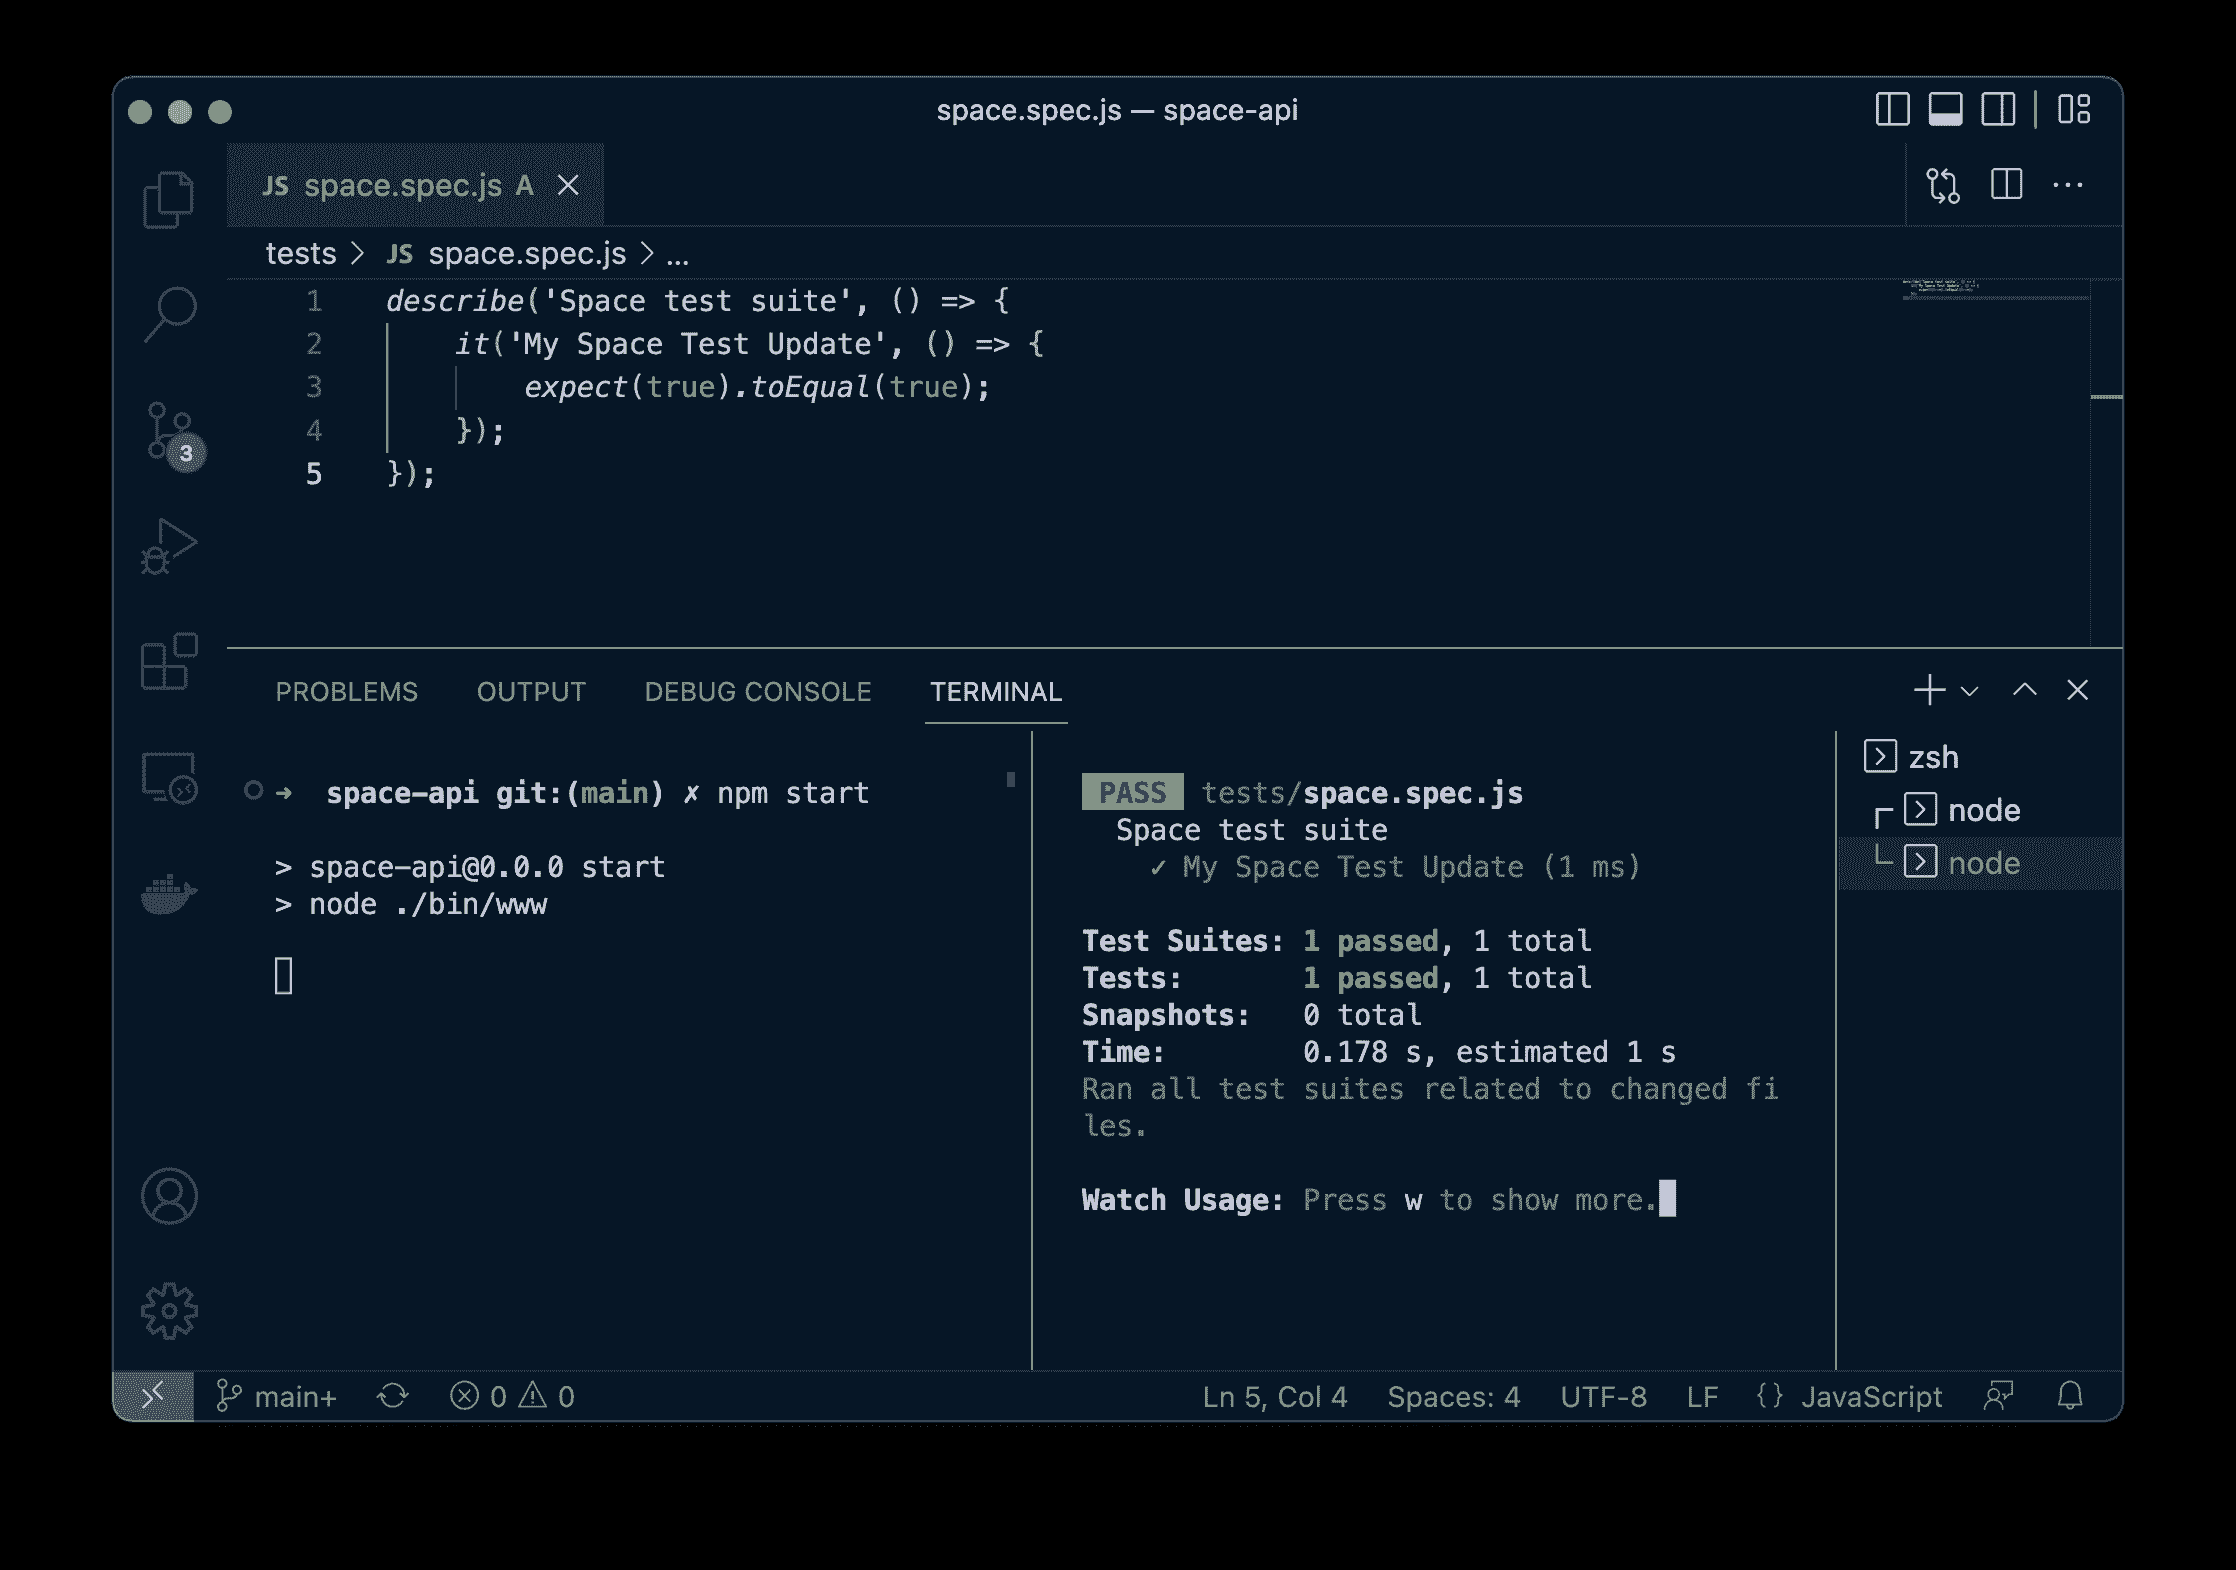 space.spec.js — space-api
JS space.spec.js A
tests > JS space.spec.js > ...
1 describe('Space test suite', () => {
2 it('My Space Test Update', () => {
3 expect(true).toEqual(true);
4 });
5 });
3
PROBLEMS OUTPUT DEBUG CONSOLE TERMINAL
➜ space-api git:(main) ✗ npm start
> space-api@0.0.0 start
> node ./bin/www
PASS tests/space.spec.js
Space test suite
✓ My Space Test Update (1 ms)
Test Suites: 1 passed, 1 total
Tests: 1 passed, 1 total
Snapshots: 0 total
Time: 0.178 s, estimated 1 s
Ran all test suites related to changed fi
les.
Watch Usage: Press w to show more.
zsh
node
node
main+ 0 0 Ln 5, Col 4 Spaces: 4 UTF-8 LF {} JavaScript